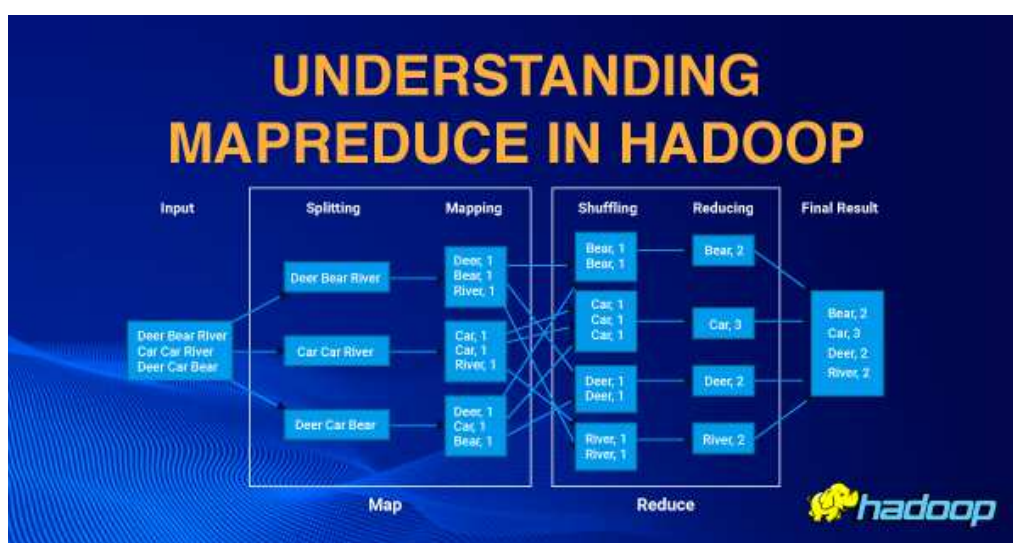 UNDERSTANDING
MAPREDUCE IN HADOOP
Input
Splitting
Mapping
Shuffling
Reducing
Final Result
Deer Bear River
Car Car River
Deer Car Bear
Deer Bear River
Car Car River
Deer Car Bear
Deer, 1
Bear, 1
River, 1
Car, 1
Car, 1
River, 1
Deer, 1
Car, 1
Bear, 1
Bear, 1
Bear, 1
Car, 1
Car, 1
Car, 1
Deer, 1
Deer, 1
River, 1
River, 1
Bear, 2
Car, 3
Deer, 2
River, 2
Bear, 2
Car, 3
Deer, 2
River, 2
Map
Reduce
hadoop